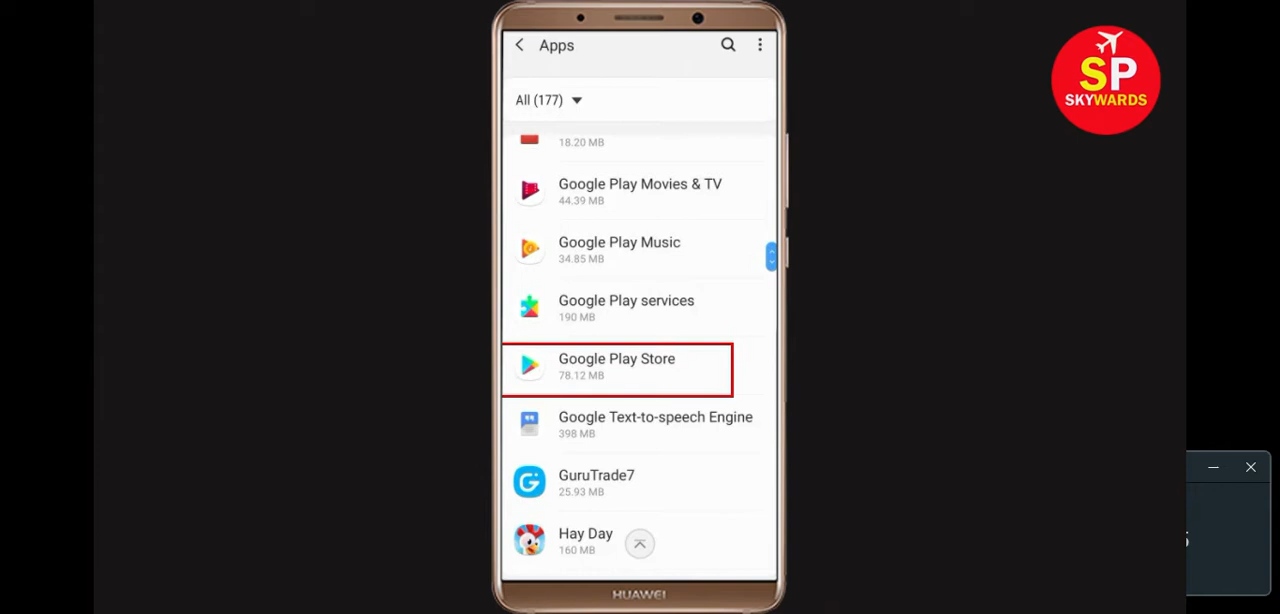 Apps
All (177)
18.20 MB
Google Play Movies & TV
44.39 MB
Google Play Music
34.85 MB
Google Play services
190 MB
Google Play Store
78.12 MB
Google Text-to-speech Engine
398 MB
GuruTrade7
25.93 MB
Hay Day
160 MB
HUAWEI
SP
SKYWARDS